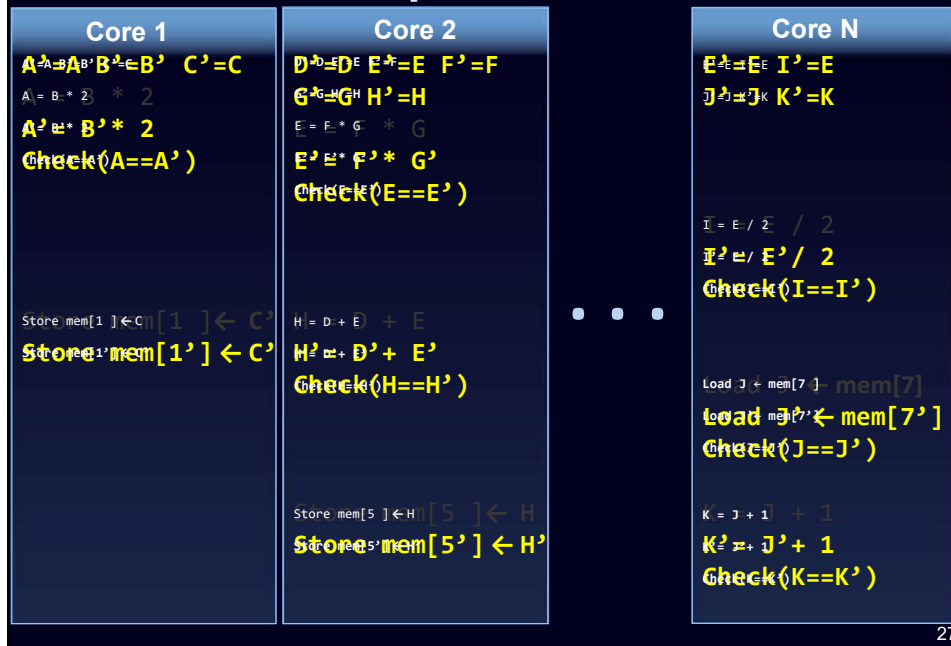 Core 1
A'=A B'=B' C'=C
A = B * 2
A'= B'* 2
Check(A==A')
Store mem[1 ]← C
Store mem[1']← C'
Core 2
D'=D E'=E F'=F
G'=G H'=H
E = F * G
E'= F'* G'
Check(E==E')
H = D + E
H'= D'+ E'
Check(H==H')
Store mem[5 ]← H
Store mem[5']← H'
. . .
Core N
E'=E I'=E
J'=J K'=K
I = E / 2
I'= E'/ 2
Check(I==I')
Load J ← mem[7 ]
Load J'← mem[7']
Check(J==J')
K = J + 1
K'= J'+ 1
Check(K==K')
27